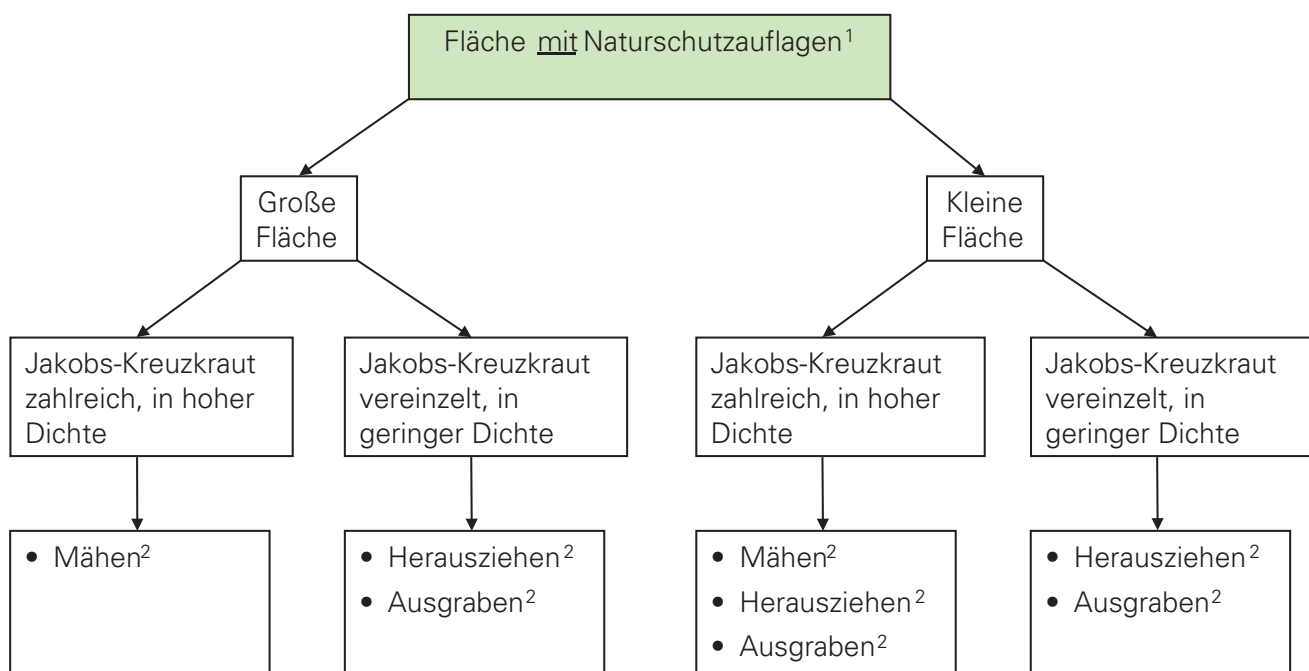 Fläche mit Naturschutzauflagen¹
Große
Fläche
Kleine
Fläche
Jakobs-Kreuzkraut
zahlreich, in hoher
Dichte
Jakobs-Kreuzkraut
vereinzelt, in
geringer Dichte
Jakobs-Kreuzkraut
zahlreich, in hoher
Dichte
Jakobs-Kreuzkraut
vereinzelt, in
geringer Dichte
• Mähen²
• Herausziehen²
• Ausgraben²
• Mähen²
• Herausziehen²
• Ausgraben²
• Herausziehen²
• Ausgraben²